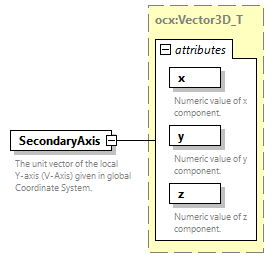 ocx:Vector3D_T
attributes
x
Numeric value of x
component.
SecondaryAxis
y
The unit vector of the local
Y-axis (V-Axis) given in global
Coordinate System.
Numeric value of y
component.
z
Numeric value of z
component.